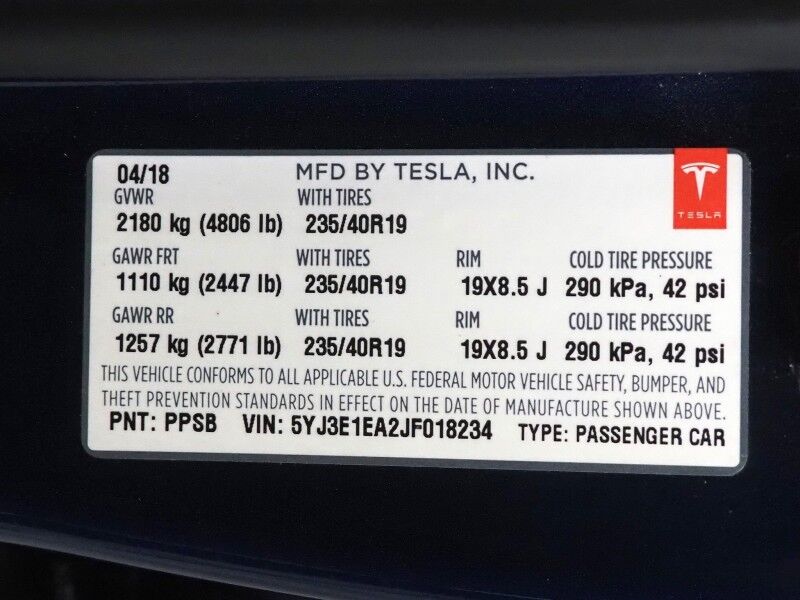 04/18 MFD BY TESLA, INC.
GVWR WITH TIRES
2180 kg (4806 lb) 235/40R19
TESLA
GAWR FRT WITH TIRES RIM COLD TIRE PRESSURE
1110 kg (2447 lb) 235/40R19 19X8.5 J 290 kPa, 42 psi
GAWR RR WITH TIRES RIM COLD TIRE PRESSURE
1257 kg (2771 lb) 235/40R19 19X8.5 J 290 kPa, 42 psi
THIS VEHICLE CONFORMS TO ALL APPLICABLE U.S. FEDERAL MOTOR VEHICLE SAFETY, BUMPER, AND
THEFT PREVENTION STANDARDS IN EFFECT ON THE DATE OF MANUFACTURE SHOWN ABOVE.
PNT: PPSB VIN: 5YJ3E1EA2JF018234 TYPE: PASSENGER CAR